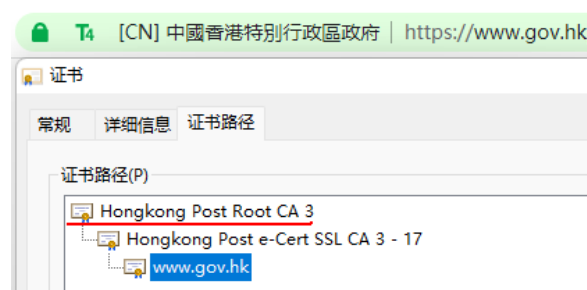 T4 [CN] 中國香港特別行政區政府 | https://www.gov.hk
证书
常规 详细信息 证书路径
证书路径(P)
Hongkong Post Root CA 3
Hongkong Post e-Cert SSL CA 3 - 17
www.gov.hk